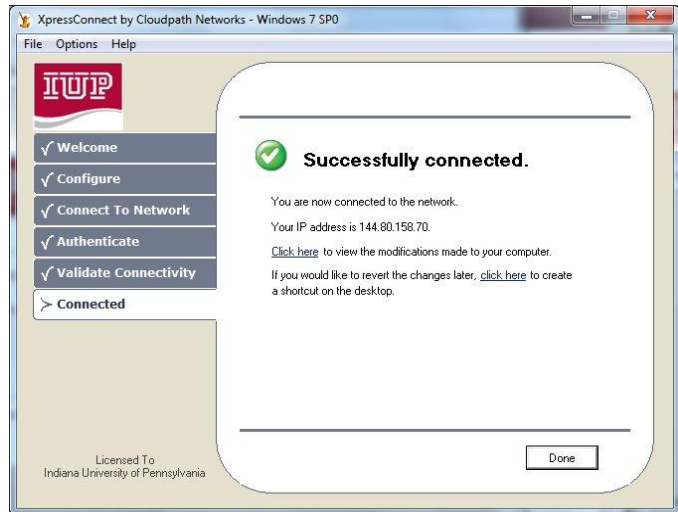 XpressConnect by Cloudpath Networks - Windows 7 SP0
File Options Help
IUP
√ Welcome
√ Configure
√ Connect To Network
√ Authenticate
√ Validate Connectivity
> Connected
Successfully connected.
You are now connected to the network.
Your IP address is 144.80.158.70.
Click here to view the modifications made to your computer.
If you would like to revert the changes later, click here to create
a shortcut on the desktop.
Licensed To
Indiana University of Pennsylvania
Done